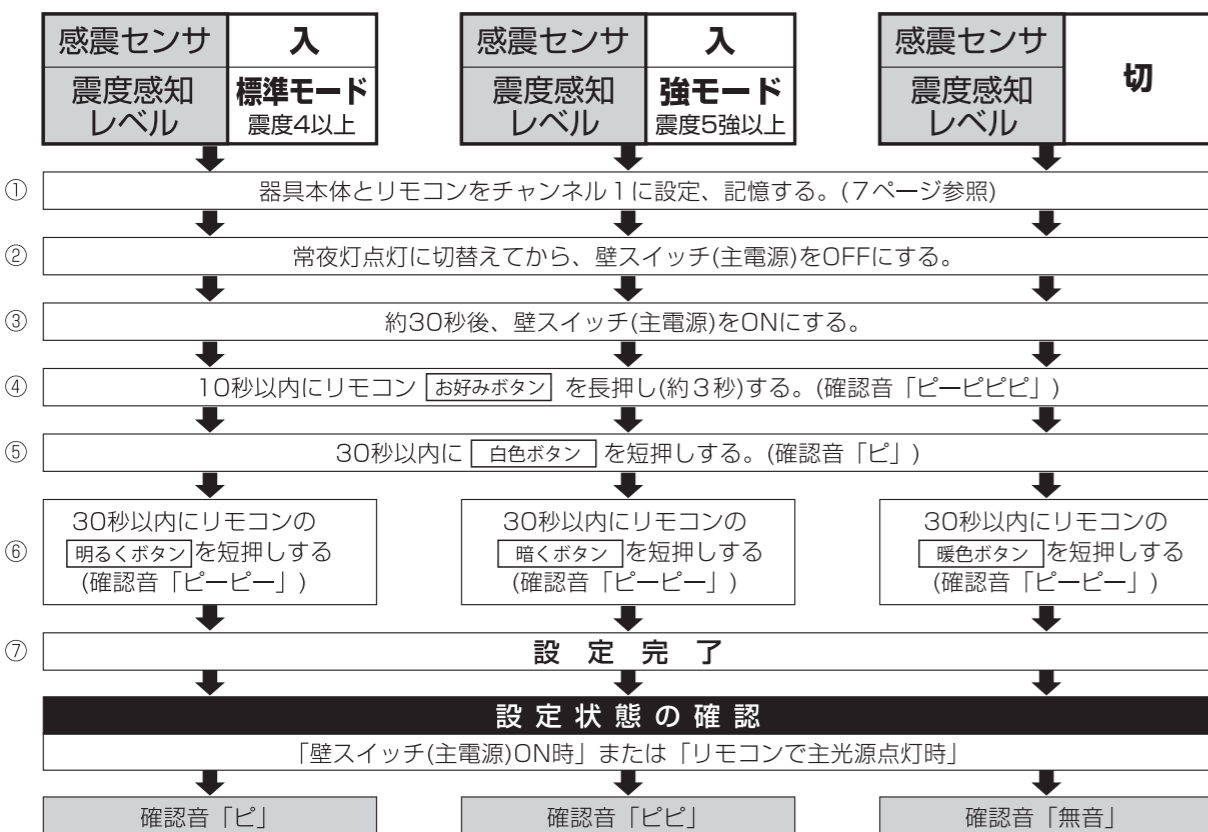 感震センサ 入
震度感知レベル 標準モード 震度4以上
感震センサ 入
震度感知レベル 強モード 震度5強以上
感震センサ 切
震度感知レベル
① 器具本体とリモコンをチャンネル1に設定、記憶する。(7ページ参照)
② 常夜灯点灯に切替えてから、壁スイッチ(主電源)をOFFにする。
③ 約30秒後、壁スイッチ(主電源)をONにする。
④ 10秒以内にリモコン お好みボタン を長押し(約3秒)する。(確認音「ピーピピピ」)
⑤ 30秒以内に 白色ボタン を短押しする。(確認音「ピ」)
⑥ 30秒以内にリモコンの
明るくボタン を短押しする
(確認音「ピーピー」)
30秒以内にリモコンの
暗くボタン を短押しする
(確認音「ピーピー」)
30秒以内にリモコンの
暖色ボタン を短押しする
(確認音「ピーピー」)
⑦ 設定完了
設定状態の確認
「壁スイッチ(主電源)ON時」または「リモコンで主光源点灯時」
確認音「ピ」
確認音「ピピ」
確認音「無音」